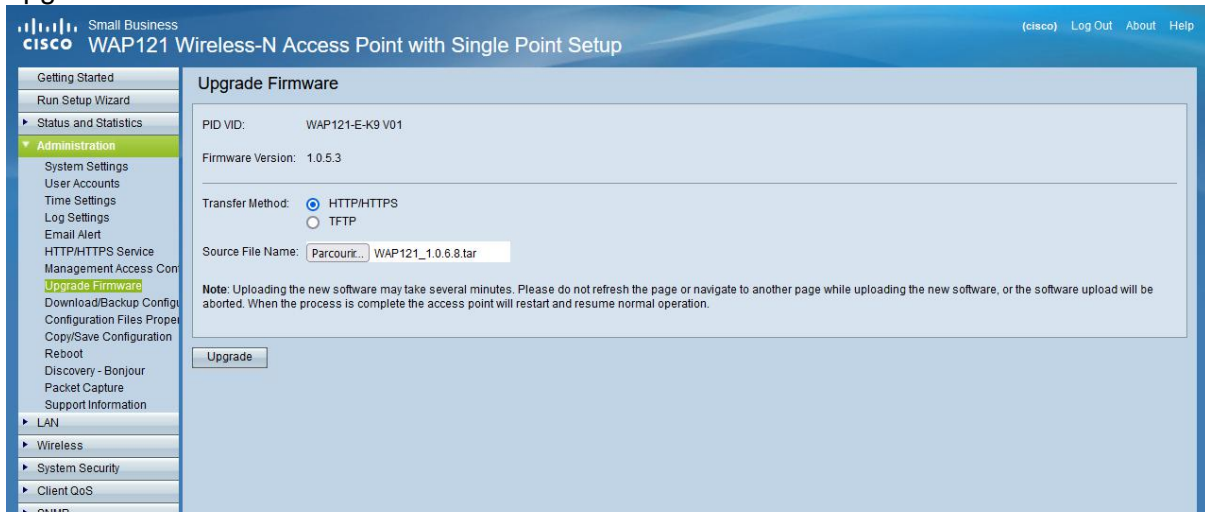 Small Business
(cisco) Log Out About Help
CISCO WAP121 Wireless-N Access Point with Single Point Setup
Getting Started
Run Setup Wizard
Status and Statistics
Administration
System Settings
User Accounts
Time Settings
Log Settings
Email Alert
HTTP/HTTPS Service
Management Access Con
Upgrade Firmware
Download/Backup Configu
Configuration Files Proper
Copy/Save Configuration
Reboot
Discovery - Bonjour
Packet Capture
Support Information
LAN
Wireless
System Security
Client QoS
Upgrade Firmware
PID VID: WAP121-E-K9 V01
Firmware Version: 1.0.5.3
Transfer Method: HTTP/HTTPS
TFTP
Source File Name: Parcourir... WAP121_1.0.6.8.tar
Note: Uploading the new software may take several minutes. Please do not refresh the page or navigate to another page while uploading the new software, or the software upload will be
aborted. When the process is complete the access point will restart and resume normal operation.
Upgrade